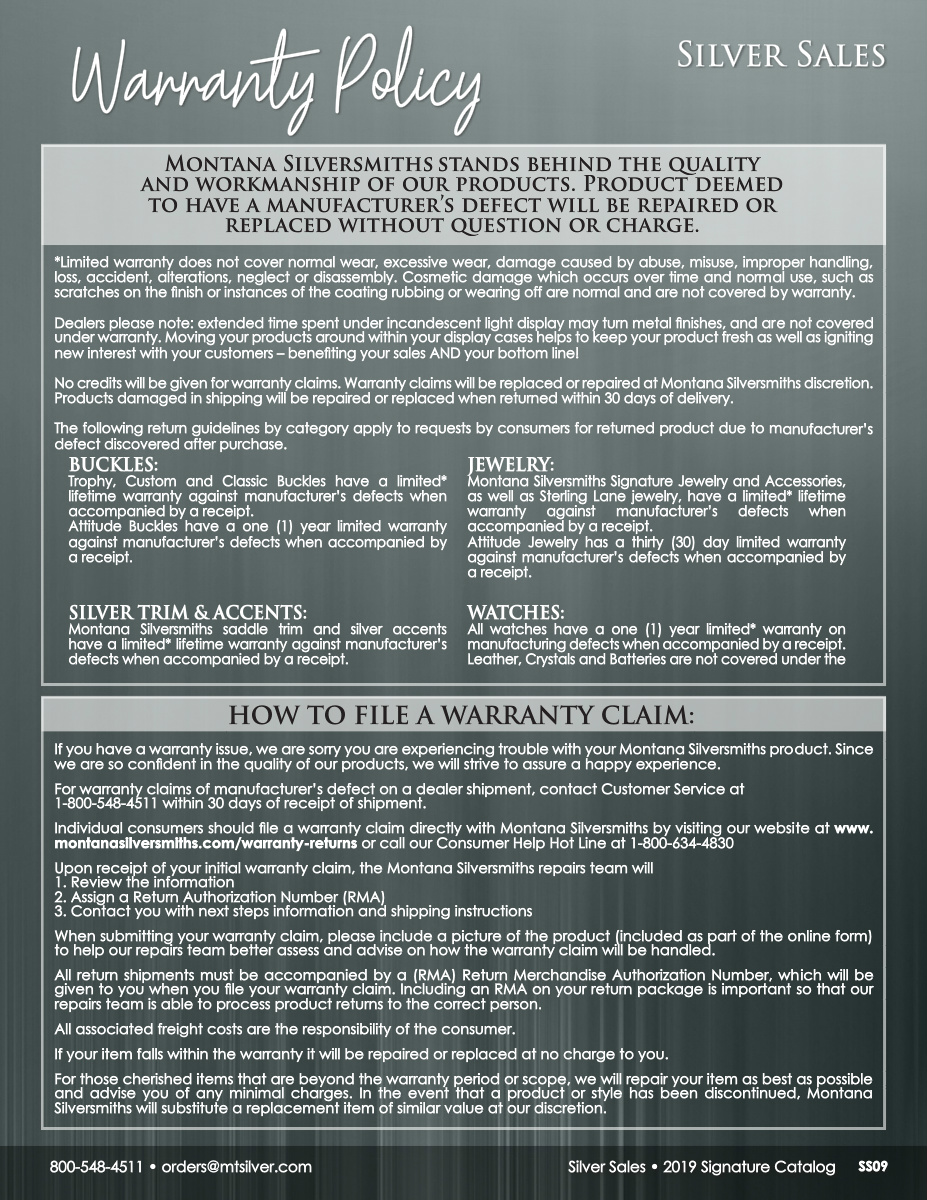 Warranty Policy
SILVER SALES
MONTANA SILVERSMITHS STANDS BEHIND THE QUALITY
AND WORKMANSHIP OF OUR PRODUCTS. PRODUCT DEEMED
TO HAVE A MANUFACTURER'S DEFECT WILL BE REPAIRED OR
REPLACED WITHOUT QUESTION OR CHARGE.
*Limited warranty does not cover normal wear, excessive wear, damage caused by abuse, misuse, improper handling,
loss, accident, alterations, neglect or disassembly. Cosmetic damage which occurs over time and normal use, such as
scratches on the finish or instances of the coating rubbing or wearing off are normal and are not covered by warranty.
Dealers please note: extended time spent under incandescent light display may turn metal finishes, and are not covered
under warranty. Moving your products around within your display cases helps to keep your product fresh as well as igniting
new interest with your customers – benefiting your sales AND your bottom line!
No credits will be given for warranty claims. Warranty claims will be replaced or repaired at Montana Silversmiths discretion.
Products damaged in shipping will be repaired or replaced when returned within 30 days of delivery.
The following return guidelines by category apply to requests by consumers for returned product due to manufacturer's
defect discovered after purchase.
BUCKLES:
Trophy, Custom and Classic Buckles have a limited*
lifetime warranty against manufacturer's defects when
accompanied by a receipt.
Attitude Buckles have a one (1) year limited warranty
against manufacturer's defects when accompanied by
a receipt.
JEWELRY:
Montana Silversmiths Signature Jewelry and Accessories,
as well as Sterling Lane jewelry, have a limited* lifetime
warranty against manufacturer's defects when
accompanied by a receipt.
Attitude Jewelry has a thirty (30) day limited warranty
against manufacturer's defects when accompanied by
a receipt.
SILVER TRIM & ACCENTS:
Montana Silversmiths saddle trim and silver accents
have a limited* lifetime warranty against manufacturer's
defects when accompanied by a receipt.
WATCHES:
All watches have a one (1) year limited* warranty on
manufacturing defects when accompanied by a receipt.
Leather, Crystals and Batteries are not covered under the
HOW TO FILE A WARRANTY CLAIM:
If you have a warranty issue, we are sorry you are experiencing trouble with your Montana Silversmiths product. Since
we are so confident in the quality of our products, we will strive to assure a happy experience.
For warranty claims of manufacturer's defect on a dealer shipment, contact Customer Service at
1-800-548-4511 within 30 days of receipt of shipment.
Individual consumers should file a warranty claim directly with Montana Silversmiths by visiting our website at www.
montanasilversmiths.com/warranty-returns or call our Consumer Help Hot Line at 1-800-634-4830
Upon receipt of your initial warranty claim, the Montana Silversmiths repairs team will
1. Review the information
2. Assign a Return Authorization Number (RMA)
3. Contact you with next steps information and shipping instructions
When submitting your warranty claim, please include a picture of the product (included as part of the online form)
to help our repairs team better assess and advise on how the warranty claim will be handled.
All return shipments must be accompanied by a (RMA) Return Merchandise Authorization Number, which will be
given to you when you file your warranty claim. Including an RMA on your return package is important so that our
repairs team is able to process product returns to the correct person.
All associated freight costs are the responsibility of the consumer.
If your item falls within the warranty it will be repaired or replaced at no charge to you.
For those cherished items that are beyond the warranty period or scope, we will repair your item as best as possible
and advise you of any minimal charges. In the event that a product or style has been discontinued, Montana
Silversmiths will substitute a replacement item of similar value at our discretion.
800-548-4511 • orders@mtsilver.com
Silver Sales • 2019 Signature Catalog SS09